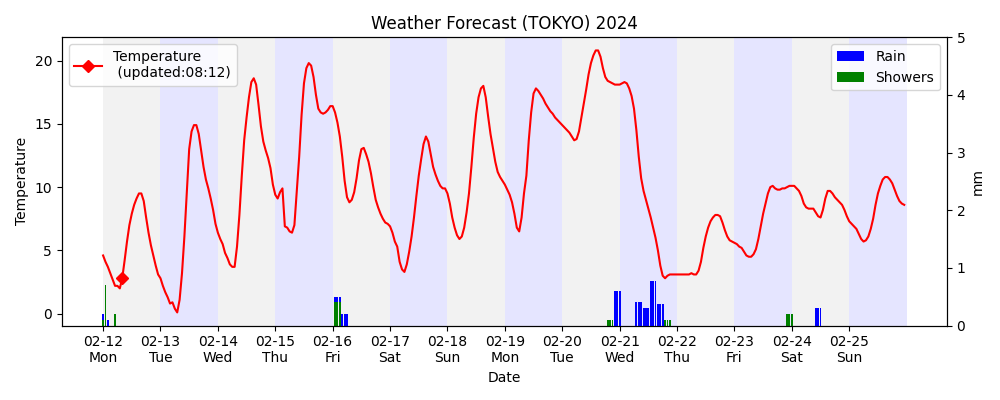 Weather Forecast (TOKYO) 2024
Temperature
(updated:08:12)
Rain
Showers
Temperature
20
15
10
5
0
5
4
3
2
1
0
mm
02-12 02-13 02-14 02-15 02-16 02-17 02-18 02-19 02-20 02-21 02-22 02-23 02-24 02-25
Mon Tue Wed Thu Fri Sat Sun Mon Tue Wed Thu Fri Sat Sun
Date